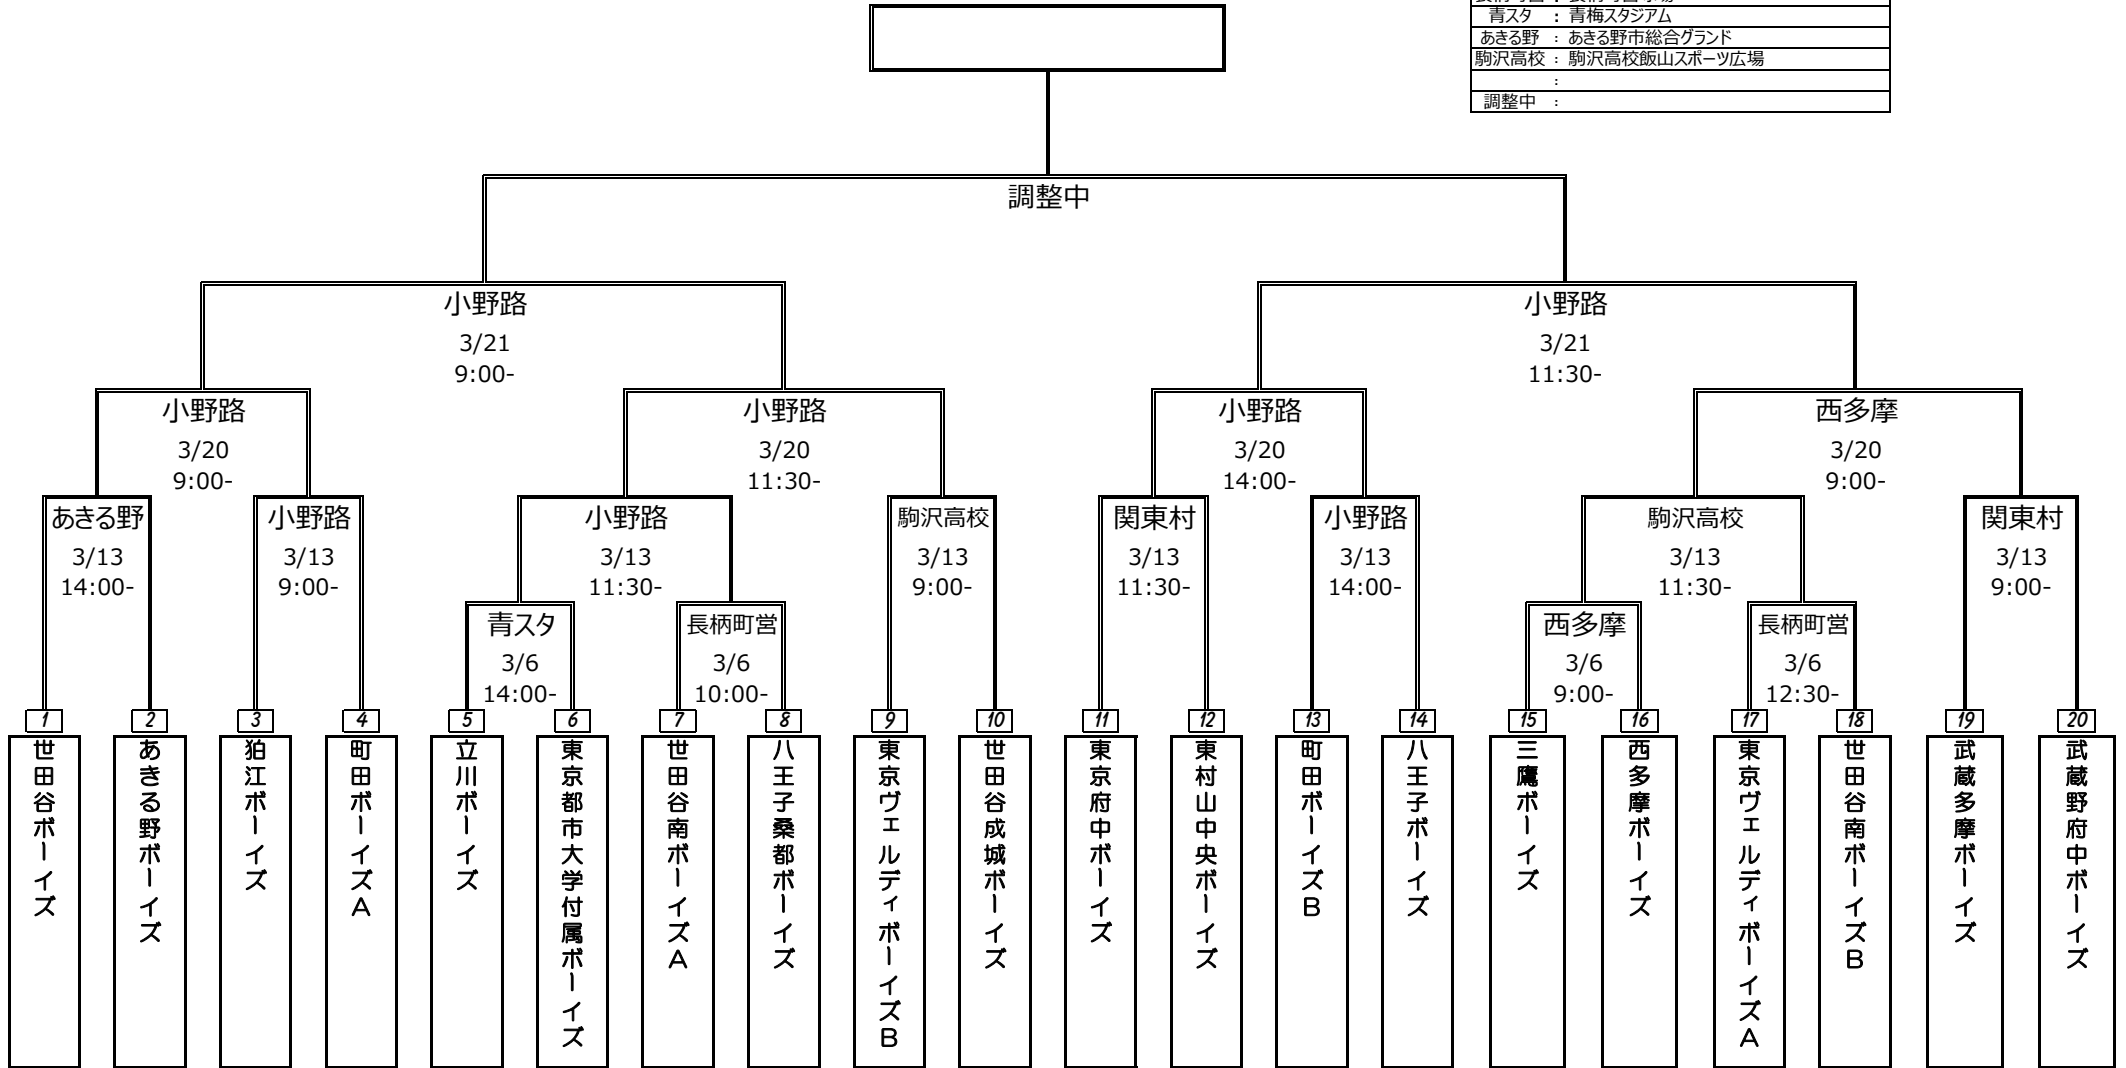 青スタ : 青梅スタジアム
あきる野 : あきる野市総合グランド
駒沢高校 : 駒沢高校飯山スポーツ広場
:
調整中 :
調整中
小野路
3/21
9:00-
小野路
3/21
11:30-
小野路
3/20
9:00-
小野路
3/20
11:30-
小野路
3/20
14:00-
西多摩
3/20
9:00-
あきる野
3/13
14:00-
小野路
3/13
9:00-
小野路
3/13
11:30-
駒沢高校
3/13
9:00-
関東村
3/13
11:30-
小野路
3/13
14:00-
駒沢高校
3/13
11:30-
関東村
3/13
9:00-
青スタ
3/6
14:00-
長柄町営
3/6
10:00-
西多摩
3/6
9:00-
長柄町営
3/6
12:30-
1
世田谷ボーイズ
2
あきる野ボーイズ
3
狛江ボーイズ
4
町田ボーイズA
5
立川ボーイズ
6
東京都市大学付属ボーイズ
7
世田谷南ボーイズA
8
八王子桑都ボーイズ
9
東京ヴェルディボーイズB
10
世田谷成城ボーイズ
11
東京府中ボーイズ
12
東村山中央ボーイズ
13
町田ボーイズB
14
八王子ボーイズ
15
三鷹ボーイズ
16
西多摩ボーイズ
17
東京ヴェルディボーイズA
18
世田谷南ボーイズB
19
武蔵多摩ボーイズ
20
武蔵野府中ボーイズ